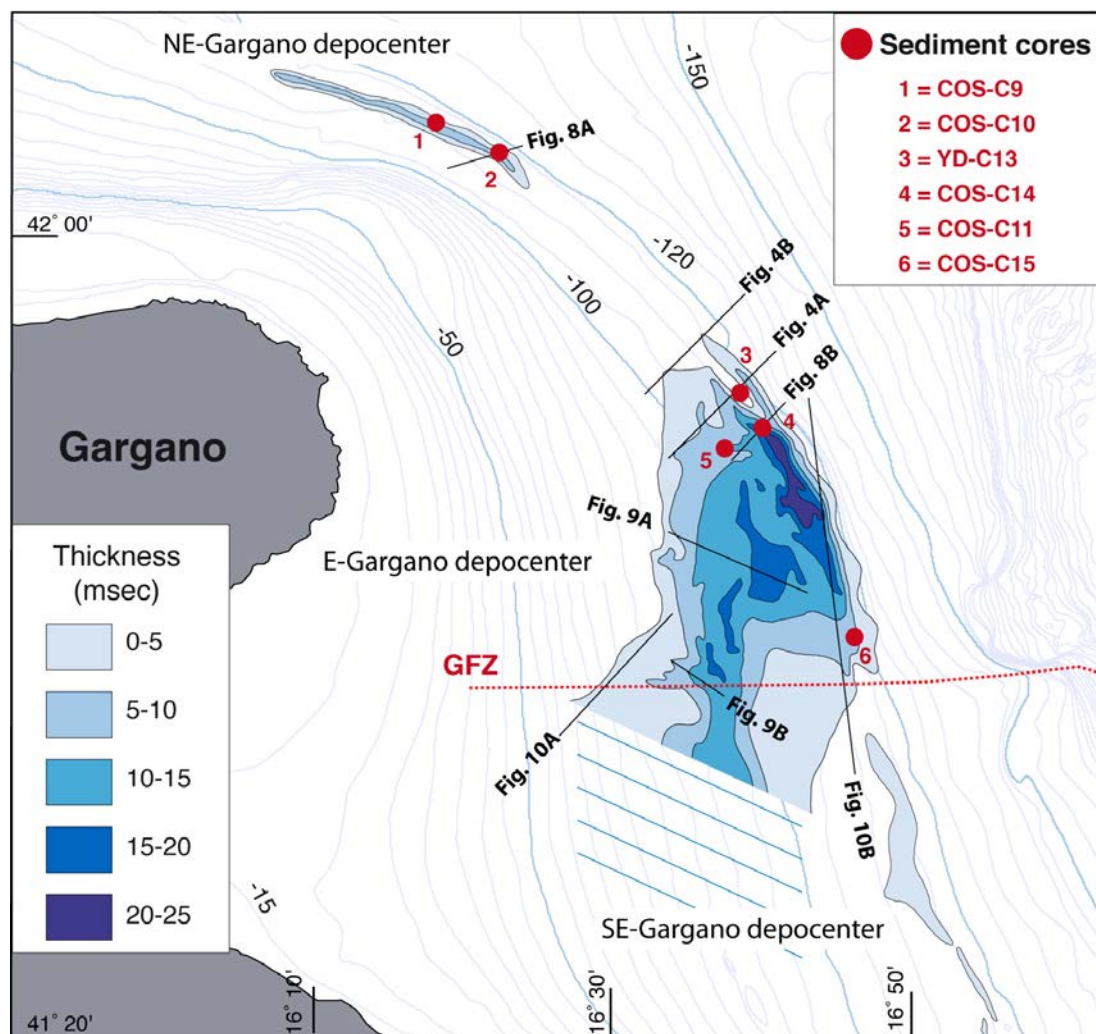 NE-Gargano depocenter
-150
Sediment cores
1 = COS-C9
2 = COS-C10
3 = YD-C13
4 = COS-C14
5 = COS-C11
6 = COS-C15
1
2
Fig. 8A
42° 00'
-120
-100
-50
Fig. 4B
Fig. 4A
Fig. 8B
3
4
5
Gargano
Fig. 9A
E-Gargano depocenter
Thickness
(msec)
0-5
5-10
10-15
15-20
20-25
6
GFZ
Fig. 9B
Fig. 10A
Fig. 10B
-15
SE-Gargano depocenter
41° 20'
16° 10'
16° 30'
16° 50'